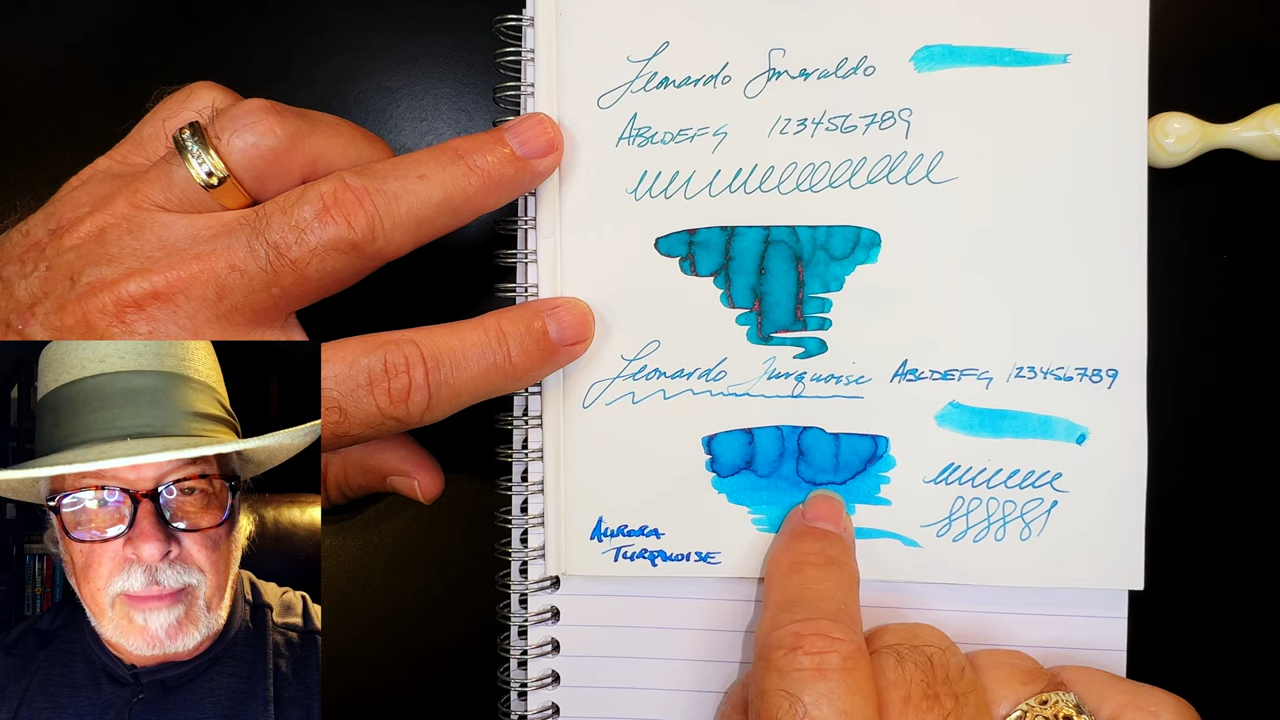 Leonardo Smeraldo
ABCDEFG 123456789
Leonardo Turquoise ABCDEFG 123456789
AURORA
TURQUOISE